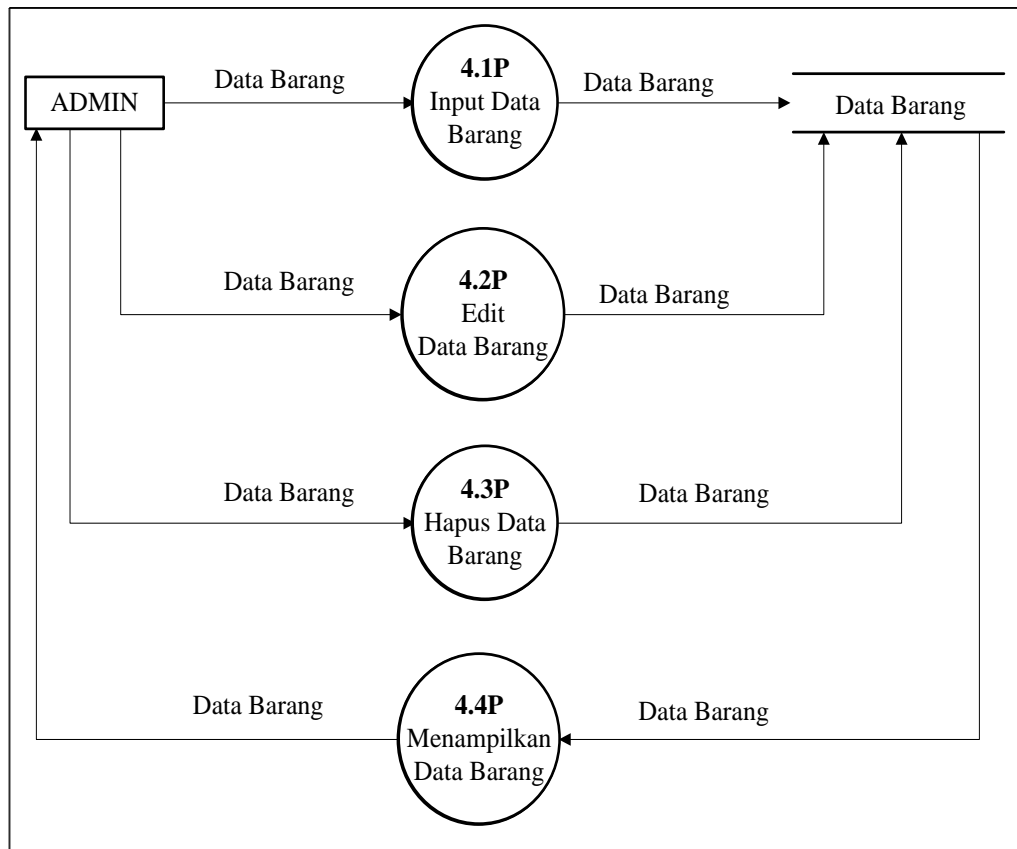 ADMIN
Data Barang
4.1P
Input Data
Barang
Data Barang
Data Barang
Data Barang
4.2P
Edit
Data Barang
Data Barang
Data Barang
4.3P
Hapus Data
Barang
Data Barang
Data Barang
4.4P
Menampilkan
Data Barang
Data Barang